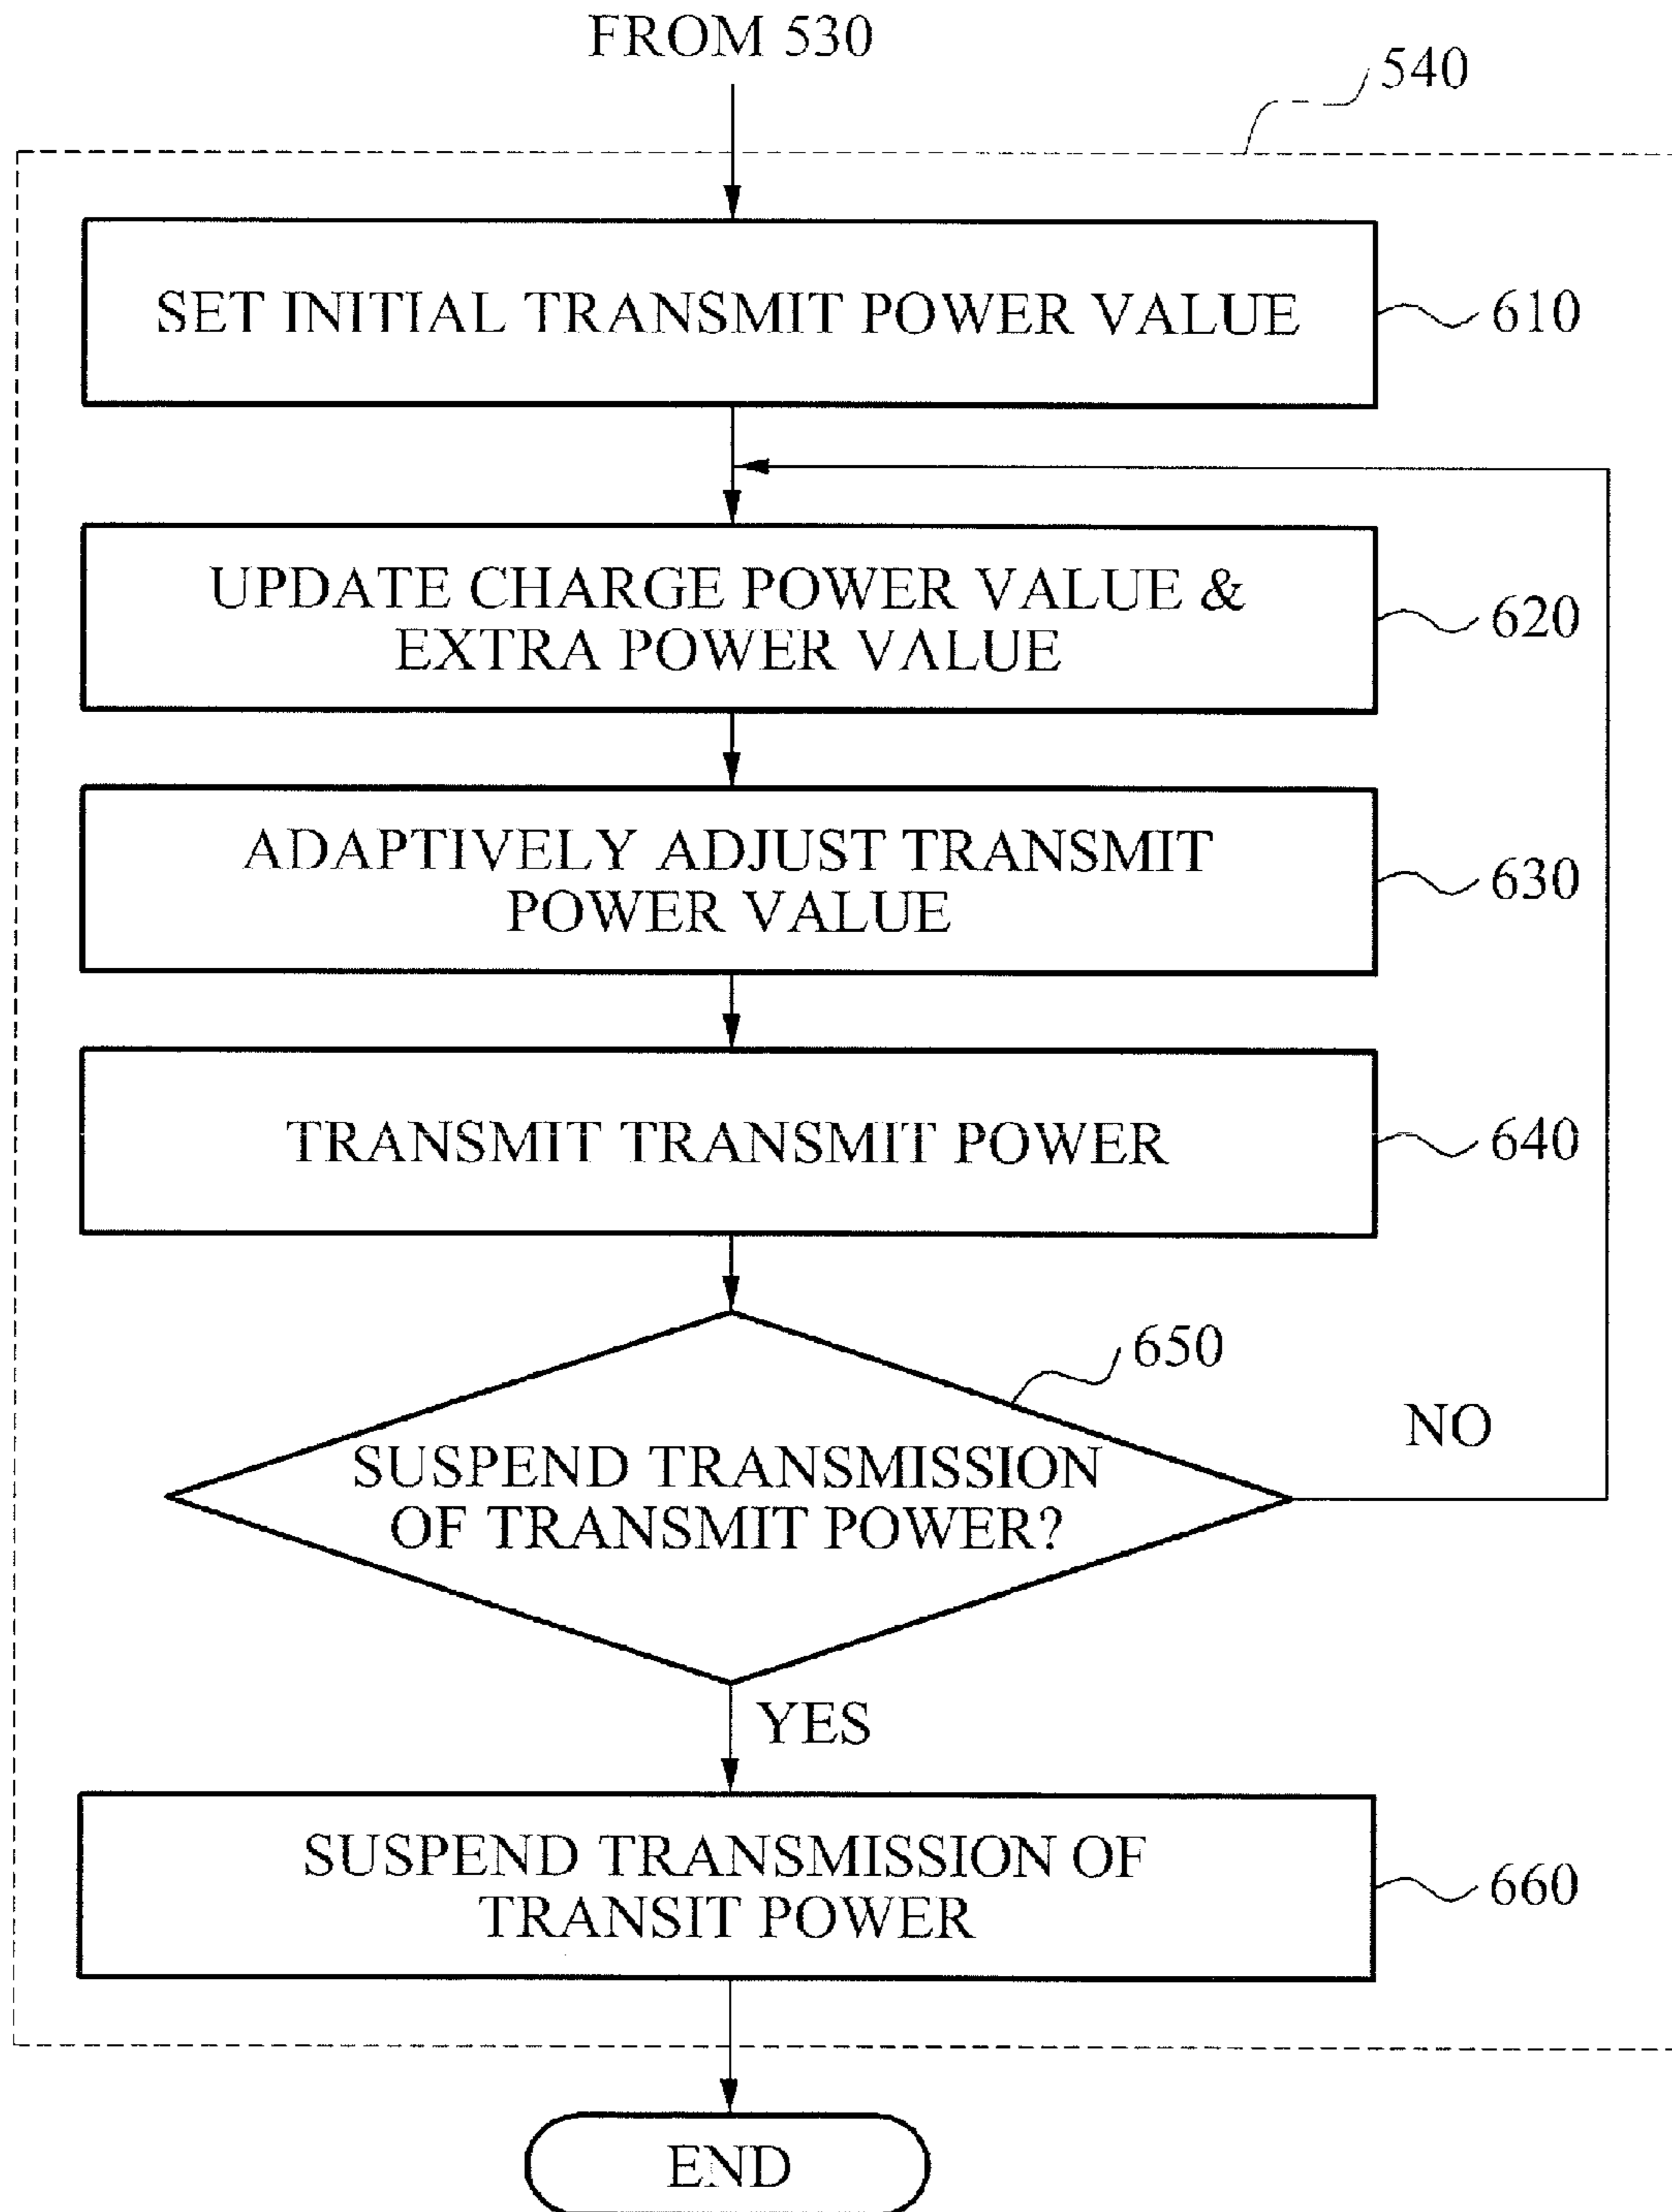 FROM 530
540
SET INITIAL TRANSMIT POWER VALUE
610
UPDATE CHARGE POWER VALUE &
EXTRA POWER VALUE
620
ADAPTIVELY ADJUST TRANSMIT
POWER VALUE
630
TRANSMIT TRANSMIT POWER
640
650
SUSPEND TRANSMISSION
OF TRANSMIT POWER?
NO
YES
SUSPEND TRANSMISSION OF
TRANSIT POWER
660
END